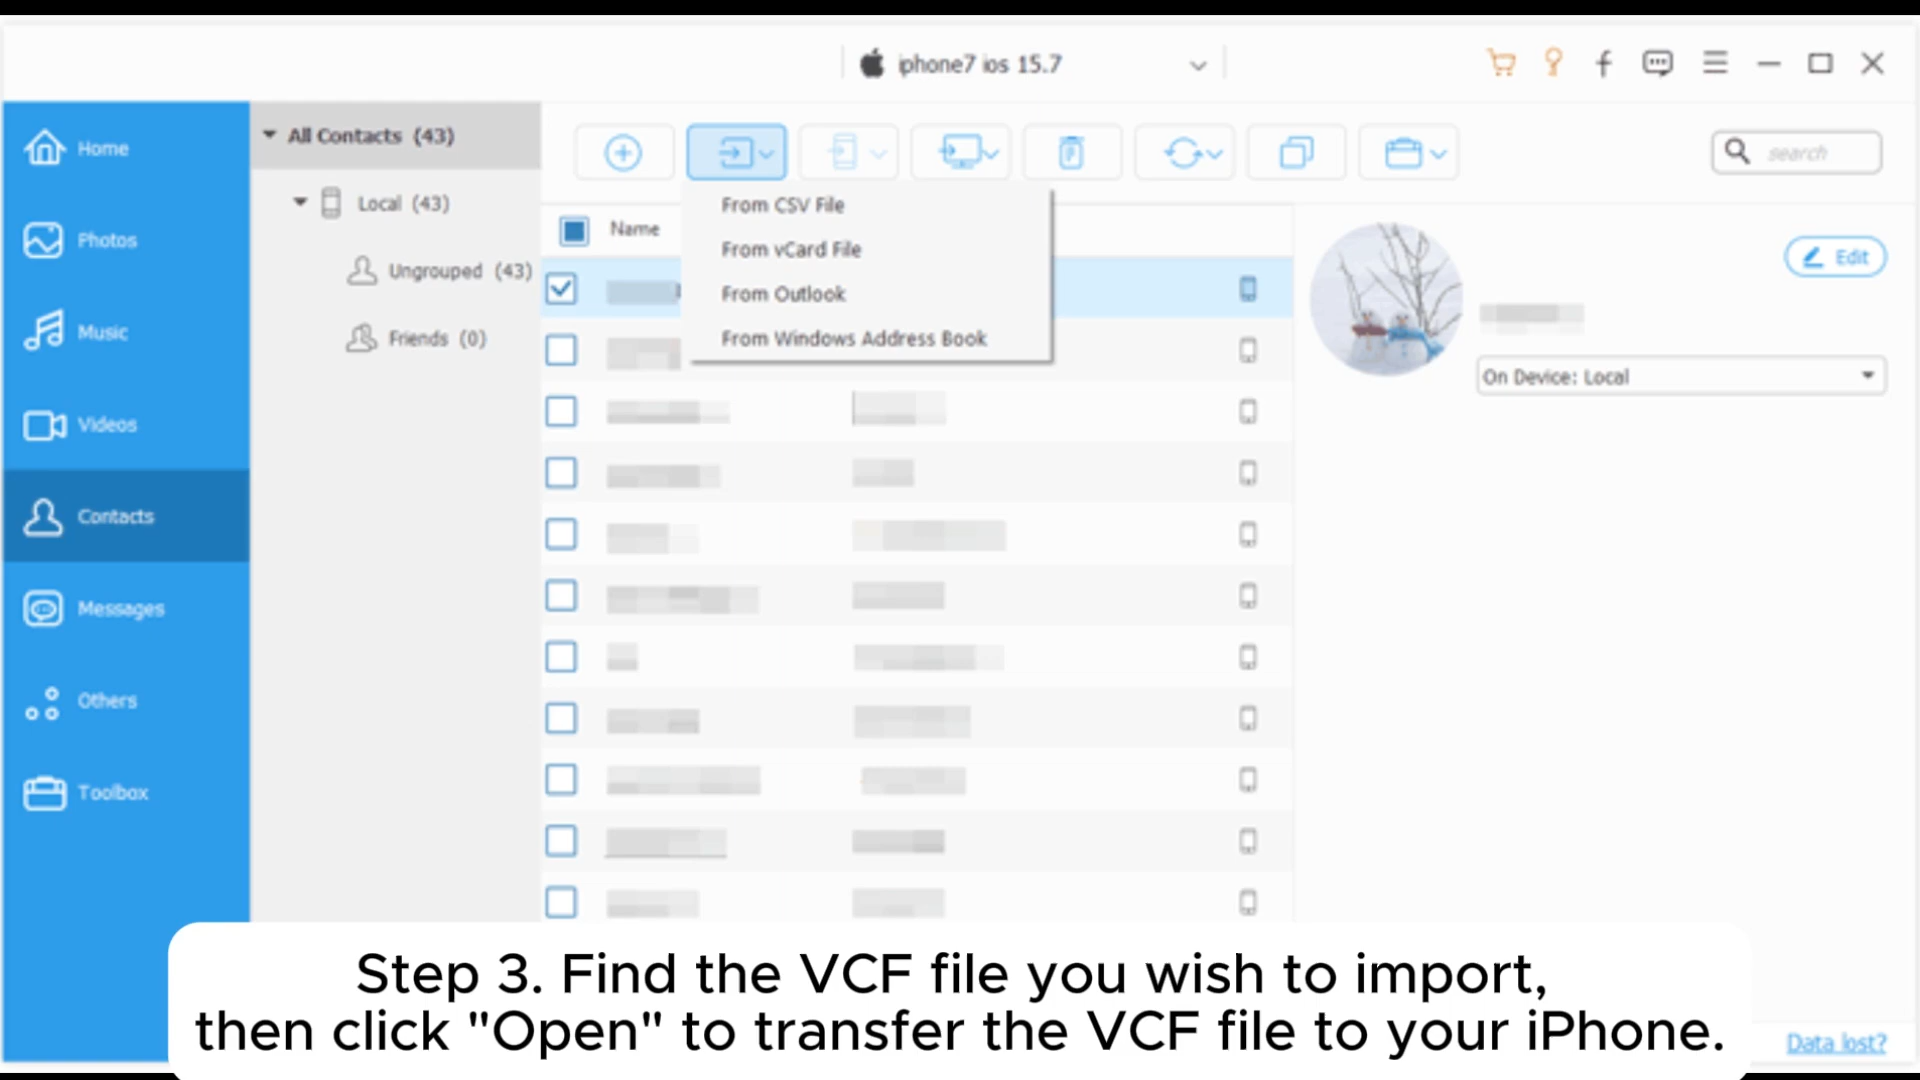 iphone7 ios 15.7
Home
Photos
Music
Videos
Contacts
Messages
Others
Toolbox
All Contacts (43)
Local (43)
Ungrouped (43)
Friends (0)
search
Name
From CSV File
From vCard File
From Outlook
From Windows Address Book
Edit
On Device: Local
Step 3. Find the VCF file you wish to import,
then click "Open" to transfer the VCF file to your iPhone.
Data lost?